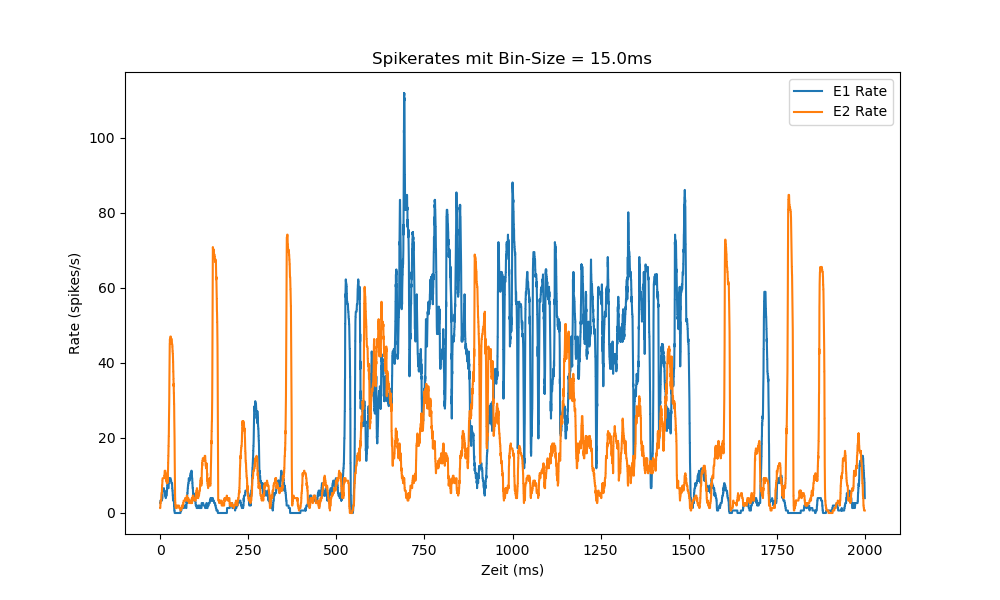 Spikerates mit Bin-Size = 15.0ms
E1 Rate
E2 Rate
Rate (spikes/s)
100
80
60
40
20
0
0 250 500 750 1000 1250 1500 1750 2000
Zeit (ms)